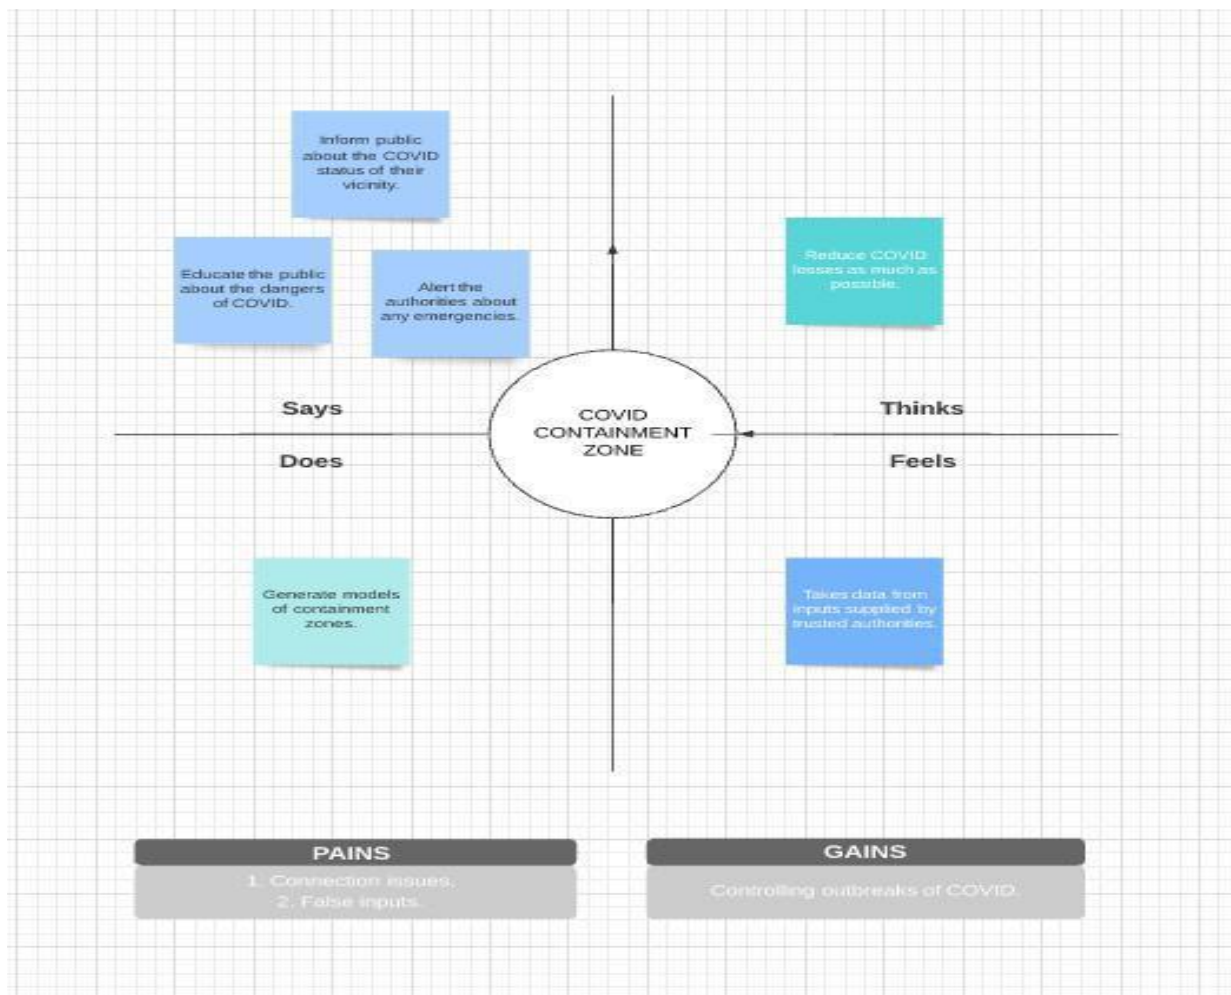 Inform public
about the COVID
status of their
vicinity.
Educate the public
about the dangers
of COVID.
Alert the
authorities about
any emergencies.
Reduce COVID
losses as much as
possible.
Says
Thinks
COVID
CONTAINMENT
ZONE
Does
Feels
Generate models
of containment
zones.
Takes data from
inputs supplied by
trusted authorities.
PAINS
1. Connection issues.
2. False inputs.
GAINS
Controlling outbreaks of COVID.